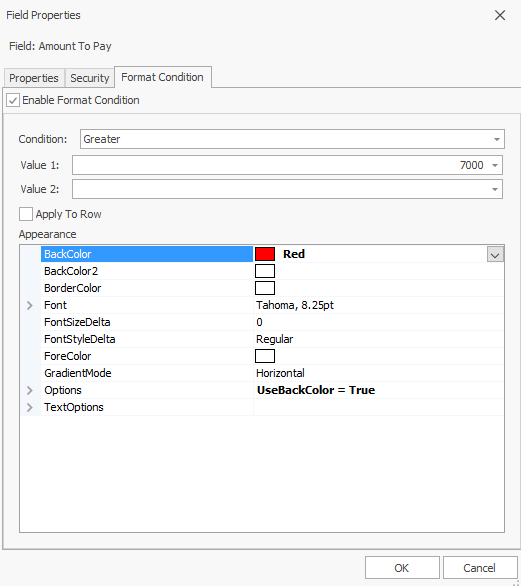 Field Properties
Field: Amount To Pay
Properties Security Format Condition
Enable Format Condition
Condition: Greater
Value 1: 7000
Value 2:
Apply To Row
Appearance
BackColor Red
BackColor2
BorderColor
Font Tahoma, 8.25pt
FontSizeDelta 0
FontStyleDelta Regular
ForeColor
GradientMode Horizontal
Options UseBackColor = True
TextOptions
OK Cancel